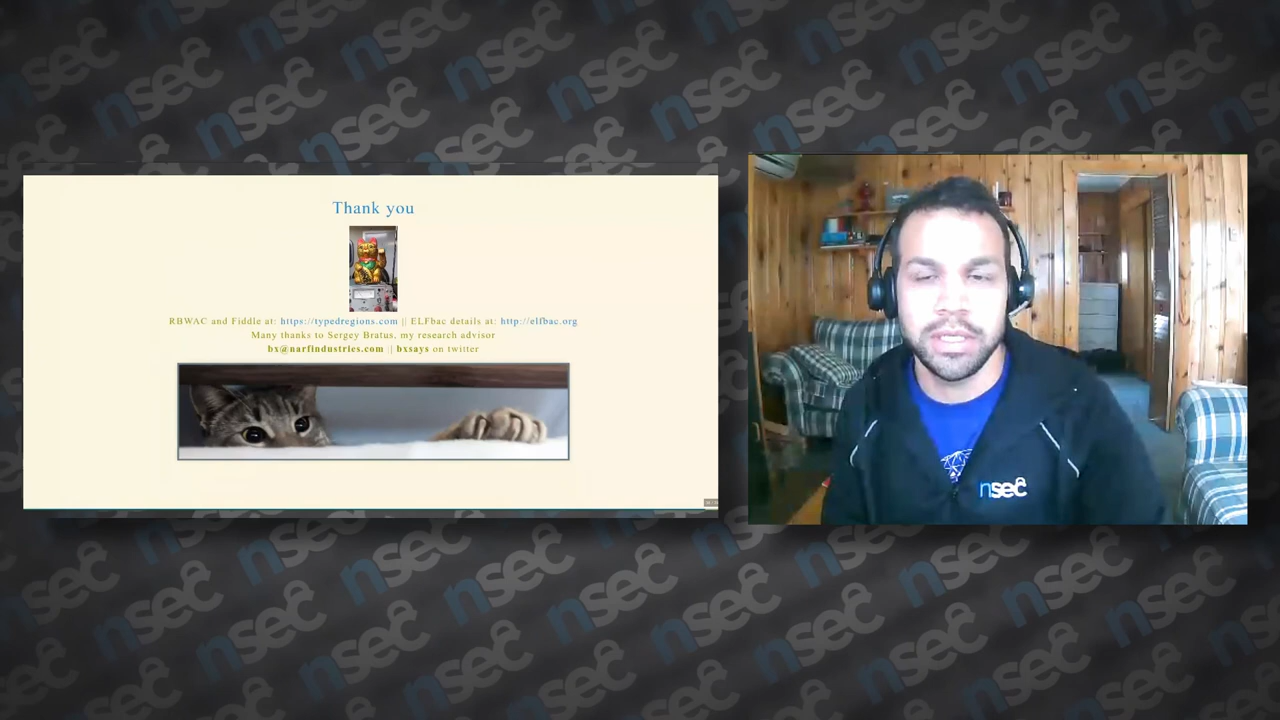 Thank you
RBWAC and Fiddle at: https://typedregions.com || ELFbac details at: http://elfbac.org
Many thanks to Sergey Bratus, my research advisor
bx@narfindustries.com || bxsays on twitter
nsec